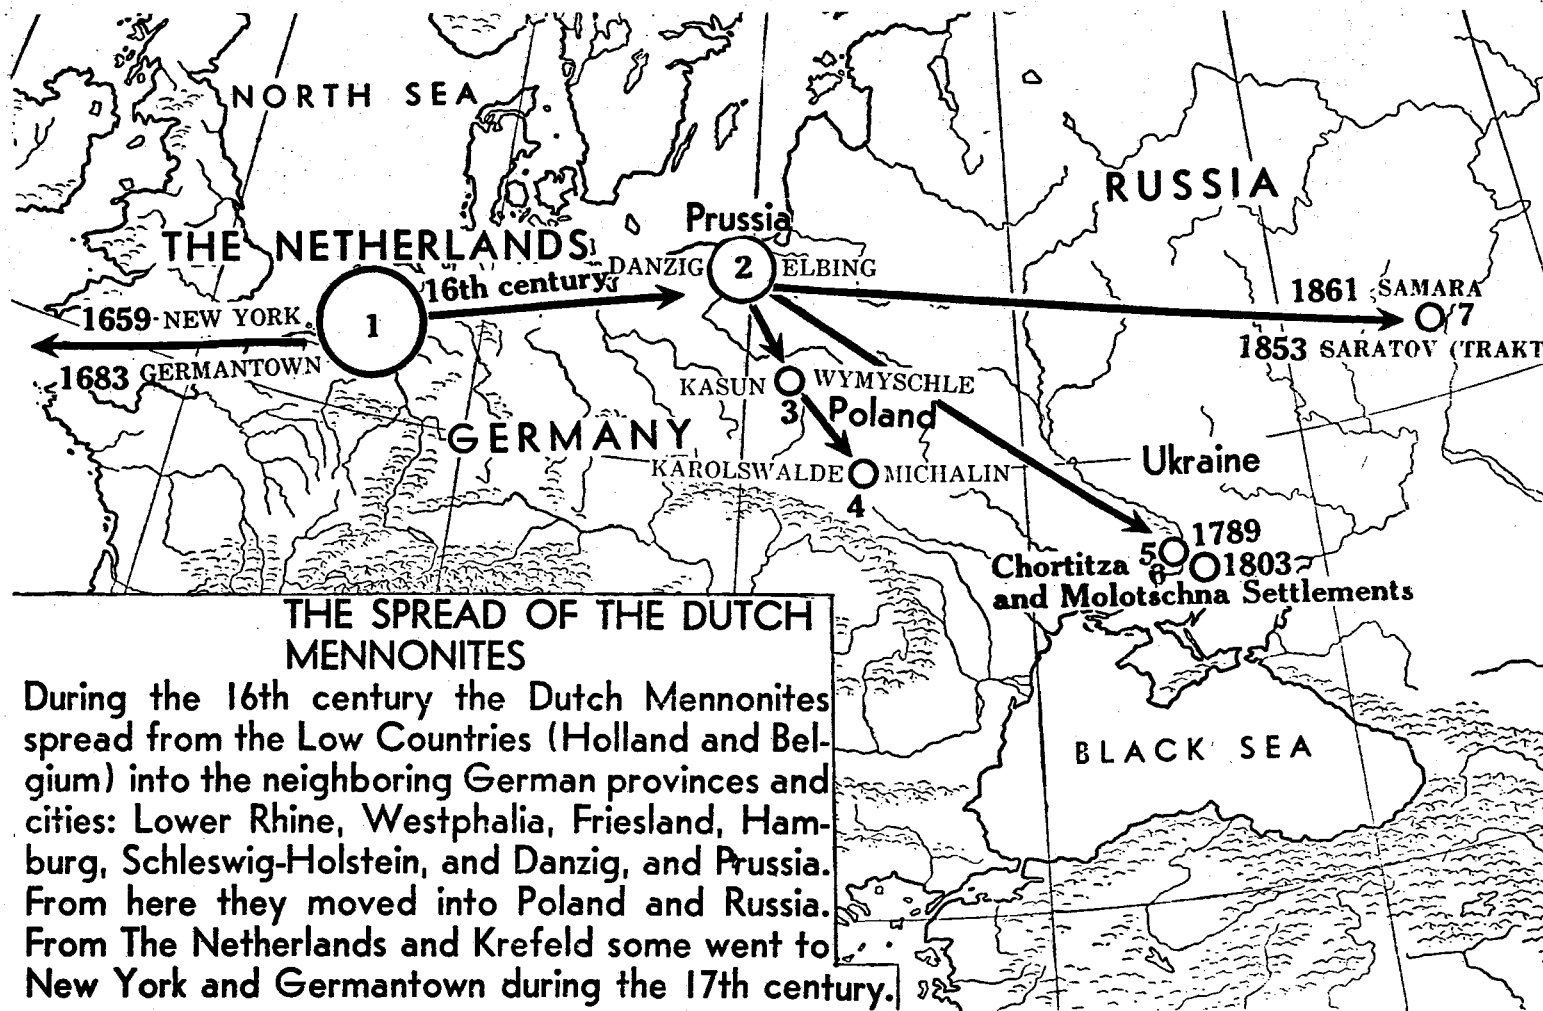 NORTH SEA
RUSSIA
Prussia
THE NETHERLANDS
DANZIG 2 ELBING
16th century
1861 SAMARA
1659-NEW YORK
1
7
1853 SARATOV (TRAKT
1683 GERMANTOWN
KASUN WYMYSCHLE
3 Poland
GERMANY
Ukraine
KAROLSWALDE MICHALIN
4
1789
Chortitza 5 6 1803
and Molotschna Settlements
THE SPREAD OF THE DUTCH
MENNONITES
During the 16th century the Dutch Mennonites
spread from the Low Countries (Holland and Bel-
gium) into the neighboring German provinces and
cities: Lower Rhine, Westphalia, Friesland, Ham-
burg, Schleswig-Holstein, and Danzig, and Prussia.
From here they moved into Poland and Russia.
From The Netherlands and Krefeld some went to
New York and Germantown during the 17th century.
BLACK SEA